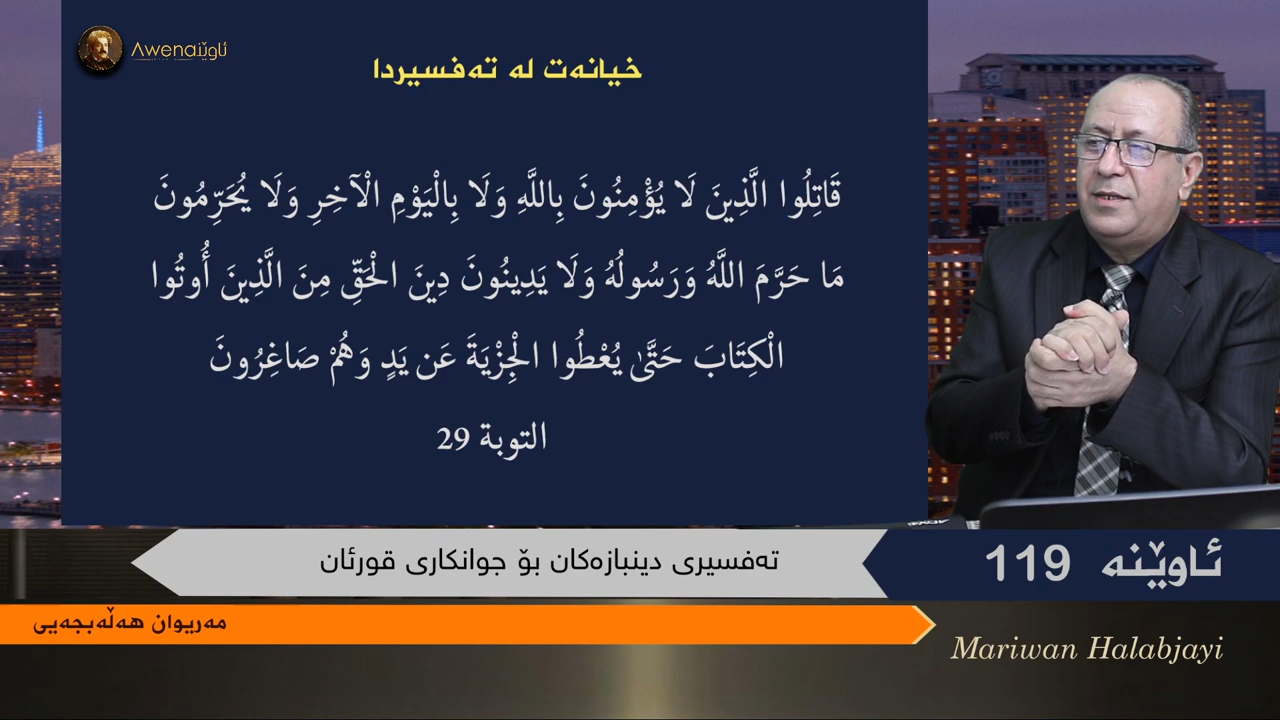 Awenaئاوێنە
خیانەت لە تەفسیردا
قَاتِلُوا الَّذِينَ لَا يُؤْمِنُونَ بِاللَّهِ وَلَا بِالْيَوْمِ الْآخِرِ وَلَا يُحَرِّمُونَ
مَا حَرَّمَ اللَّهُ وَرَسُولُهُ وَلَا يَدِينُونَ دِينَ الْحَقِّ مِنَ الَّذِينَ أُوتُوا
الْكِتَابَ حَتَّىٰ يُعْطُوا الْجِزْيَةَ عَن يَدٍ وَهُمْ صَاغِرُونَ
التوبة 29
ئاوێنە 119
تەفسیری دینبازەکان بۆ جوانکاری قورئان
مەریوان هەڵەبجەیی
Mariwan Halabjayi